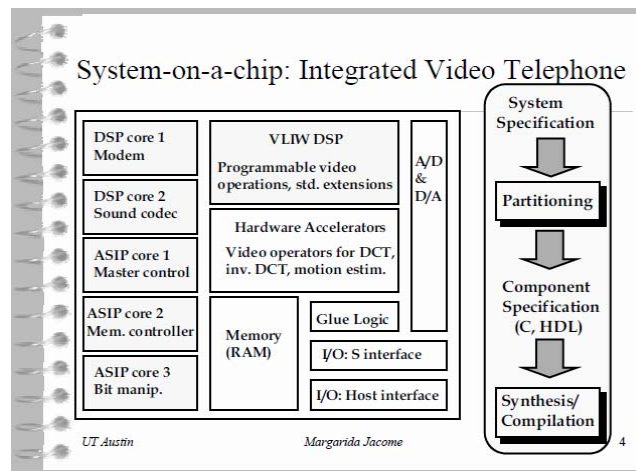 System-on-a-chip: Integrated Video Telephone
DSP core 1
Modem
DSP core 2
Sound codec
ASIP core 1
Master control
ASIP core 2
Mem. controller
ASIP core 3
Bit manip.
VLIW DSP
Programmable video
operations, std. extensions
Hardware Accelerators
Video operators for DCT,
inv. DCT, motion estim.
Memory
(RAM)
Glue Logic
I/O: S interface
I/O: Host interface
A/D
&
D/A
System
Specification
Partitioning
Component
Specification
(C, HDL)
Synthesis/
Compilation
UT Austin
Margarida Jacome
4